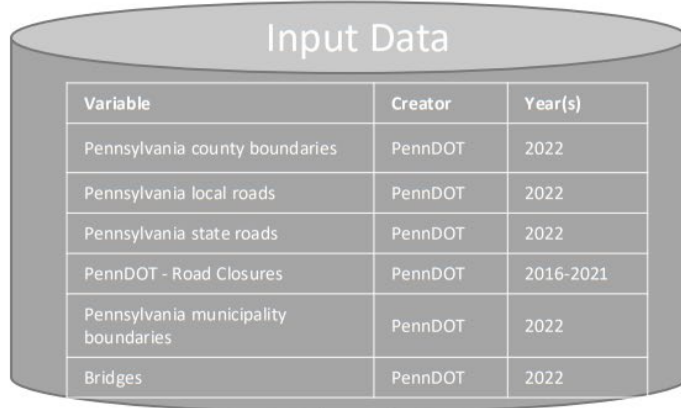 Input Data
Variable Creator Year(s)
Pennsylvania county boundaries PennDOT 2022
Pennsylvania local roads PennDOT 2022
Pennsylvania state roads PennDOT 2022
PennDOT - Road Closures PennDOT 2016-2021
Pennsylvania municipality
boundaries PennDOT 2022
Bridges PennDOT 2022